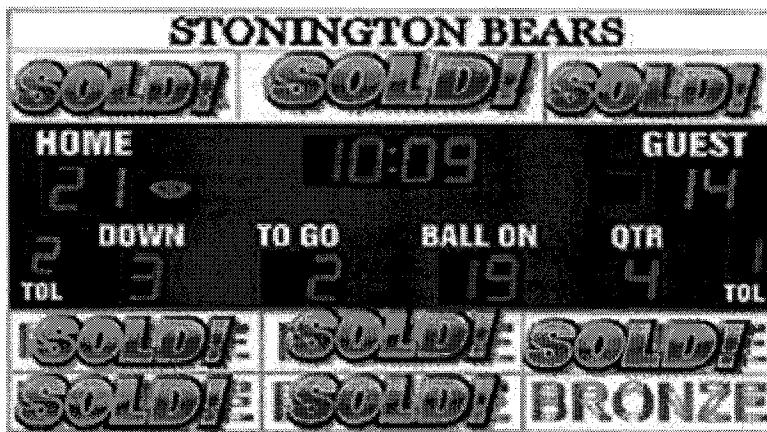 STONINGTON BEARS
SOLD! SOLD! SOLD!
HOME 10:09 GUEST
21 14
DOWN TO GO BALL ON QTR
2 3 2 19 4 1
TOL TOL
SOLD! SOLD! SOLD!
SOLD! SOLD! BRONZE